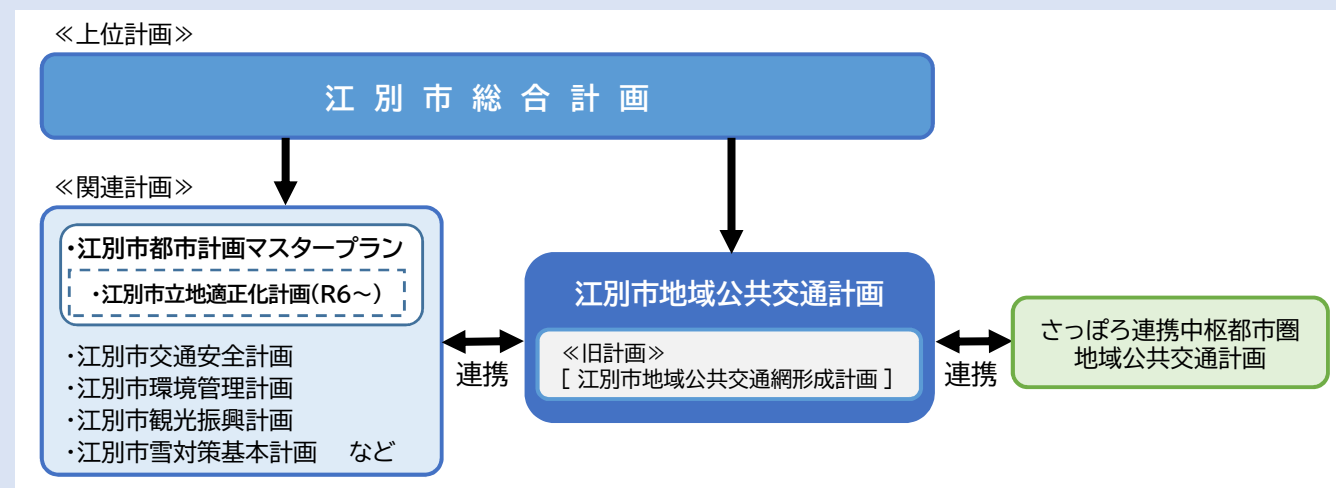 ≪上位計画≫
江別市総合計画
≪関連計画≫
・江別市都市計画マスタープラン
・江別市立地適正化計画(R6～)
・江別市交通安全計画
・江別市環境管理計画
・江別市観光振興計画
・江別市雪対策基本計画　など
連携
江別市地域公共交通計画
≪旧計画≫
[ 江別市地域公共交通網形成計画 ]
連携
さっぽろ連携中枢都市圏
地域公共交通計画